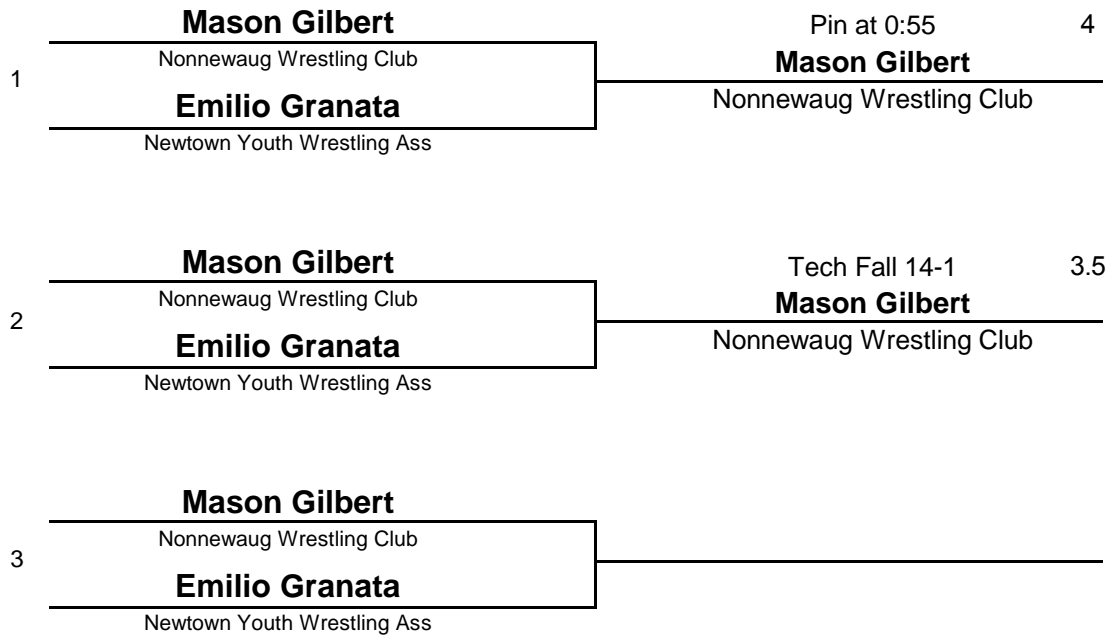 Mason Gilbert
Pin at 0:55 4
Nonnewaug Wrestling Club
Mason Gilbert
1
Emilio Granata
Nonnewaug Wrestling Club
Newtown Youth Wrestling Ass
Mason Gilbert
Tech Fall 14-1 3.5
Nonnewaug Wrestling Club
Mason Gilbert
2
Emilio Granata
Nonnewaug Wrestling Club
Newtown Youth Wrestling Ass
Mason Gilbert
Nonnewaug Wrestling Club
3
Emilio Granata
Newtown Youth Wrestling Ass